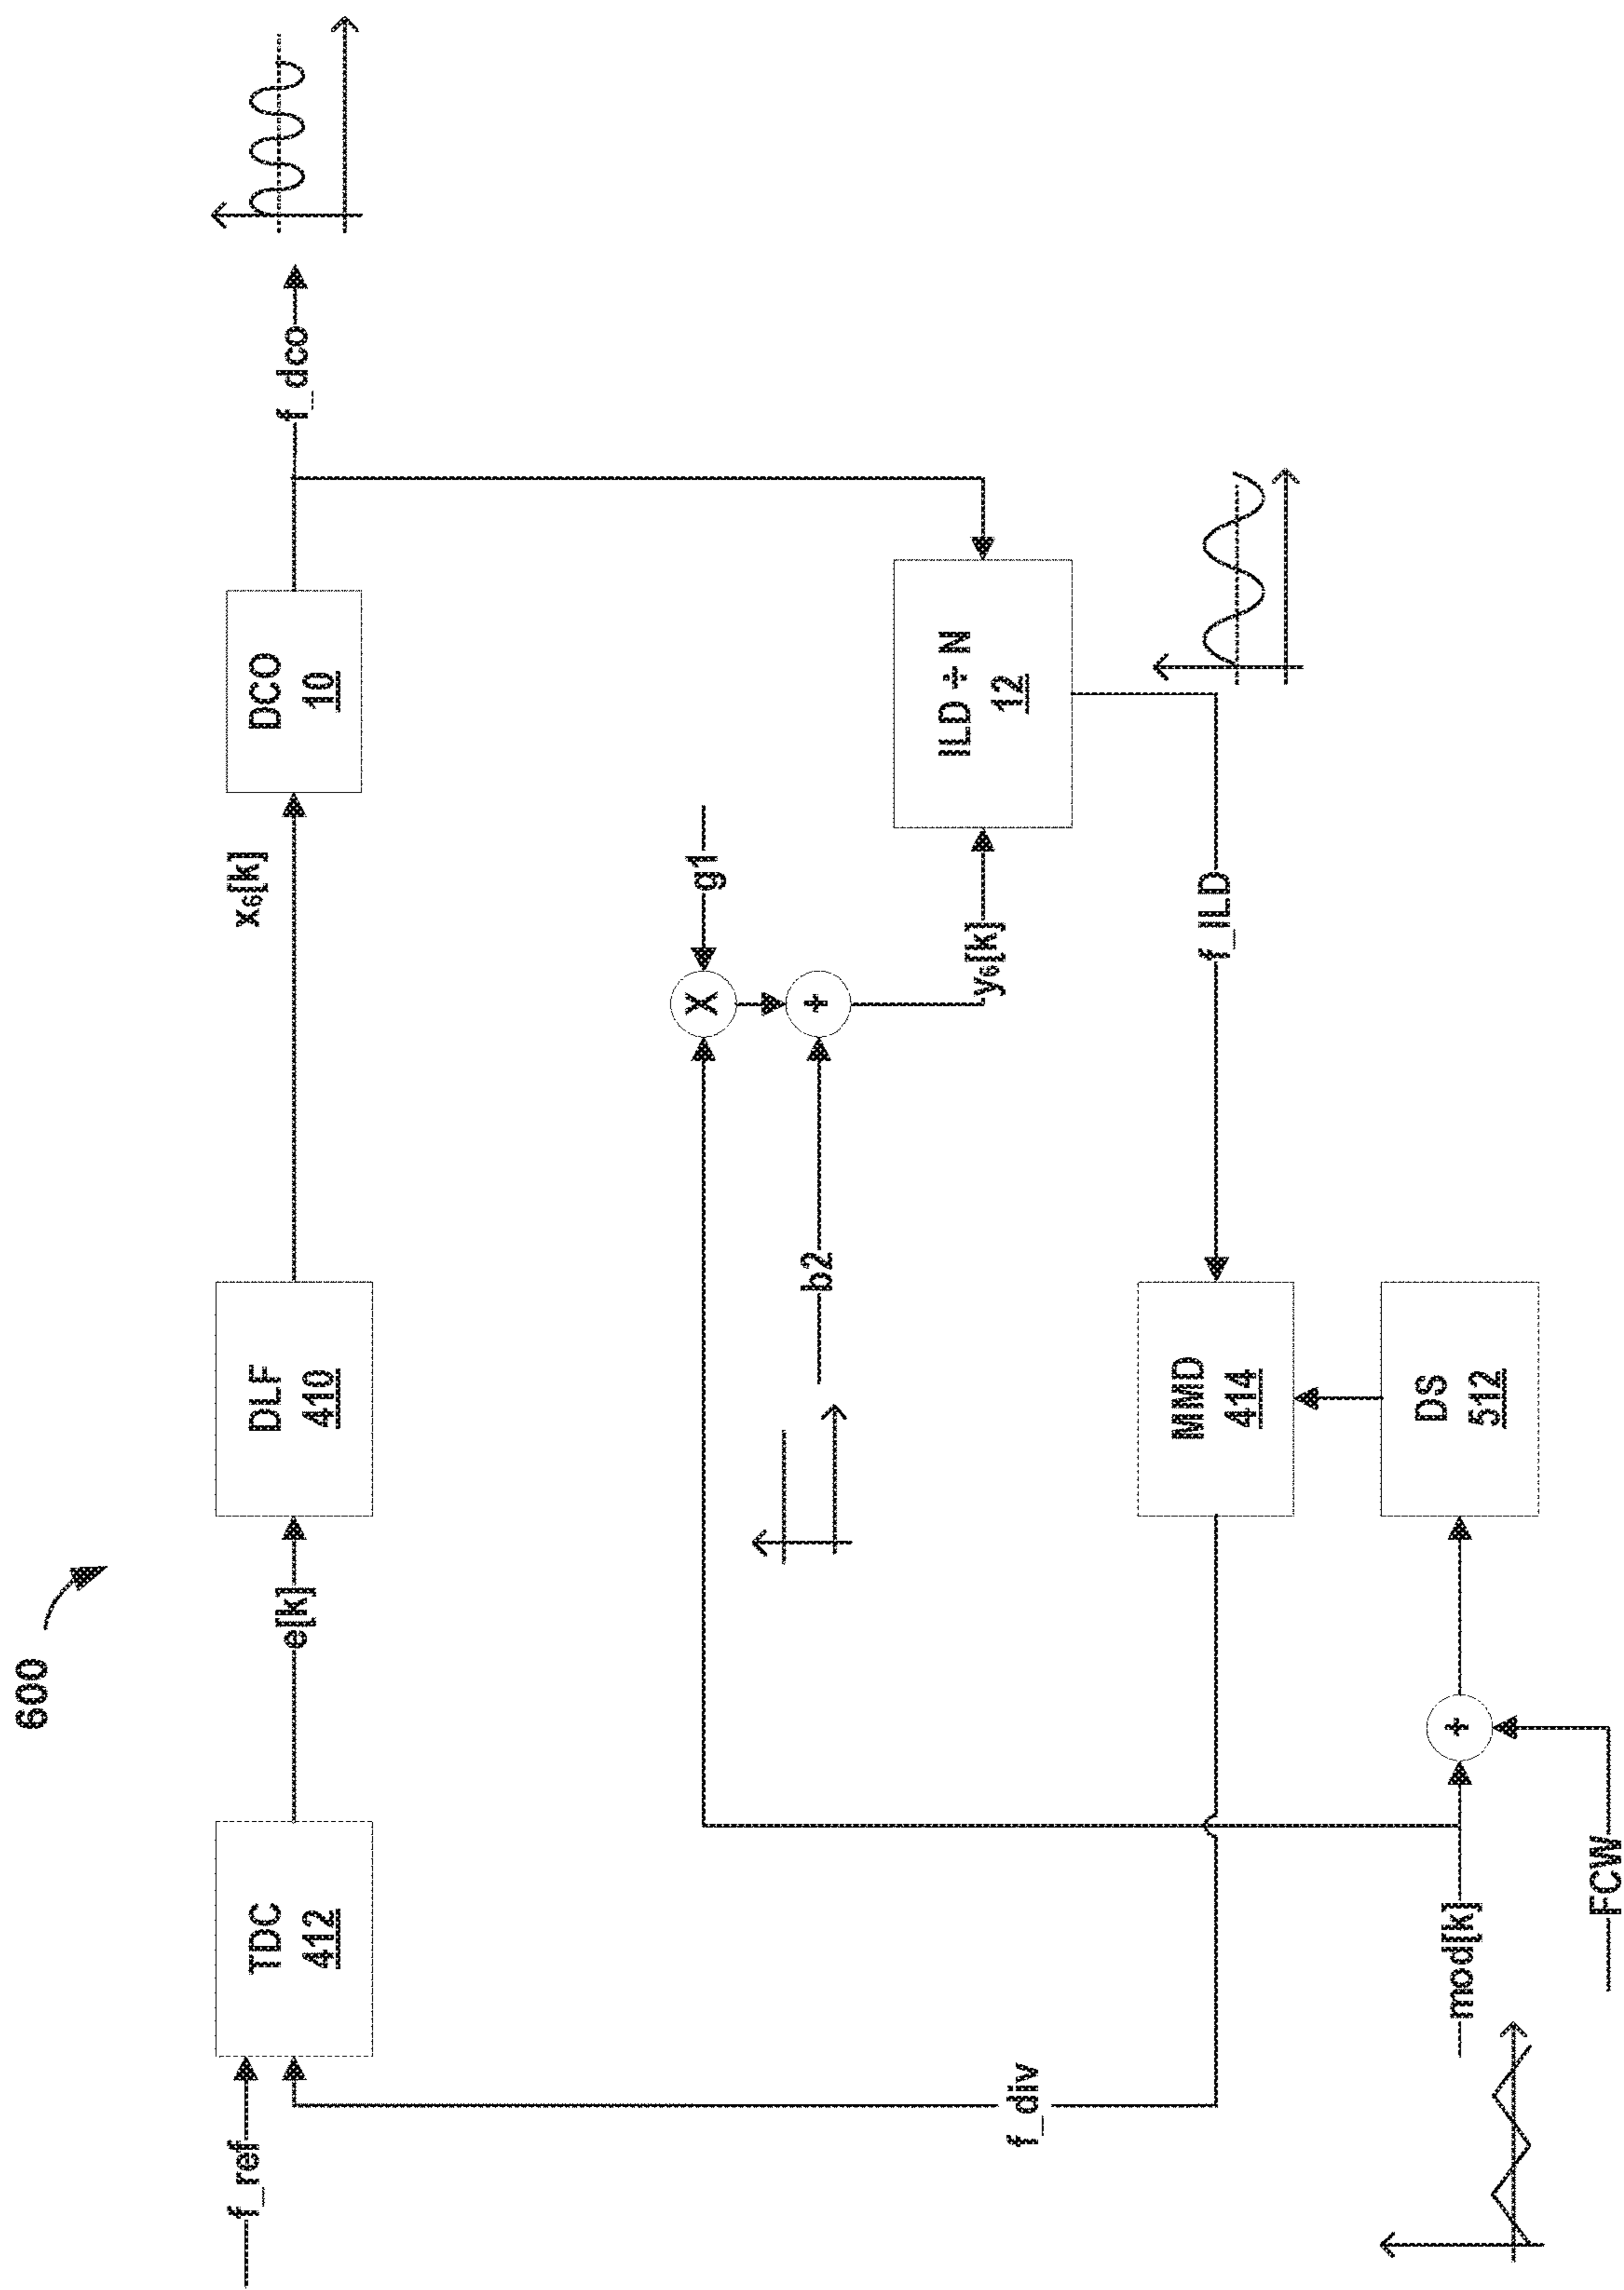 600
f_ref
TDC
412
e[k]
DLF
410
x₆[k]
DCO
10
f_dco
X
g1
+
b2
y₆[k]
ILD ÷ N
12
f_ILD
f_div
MMD
414
mod[k]
+
DS
512
FCW